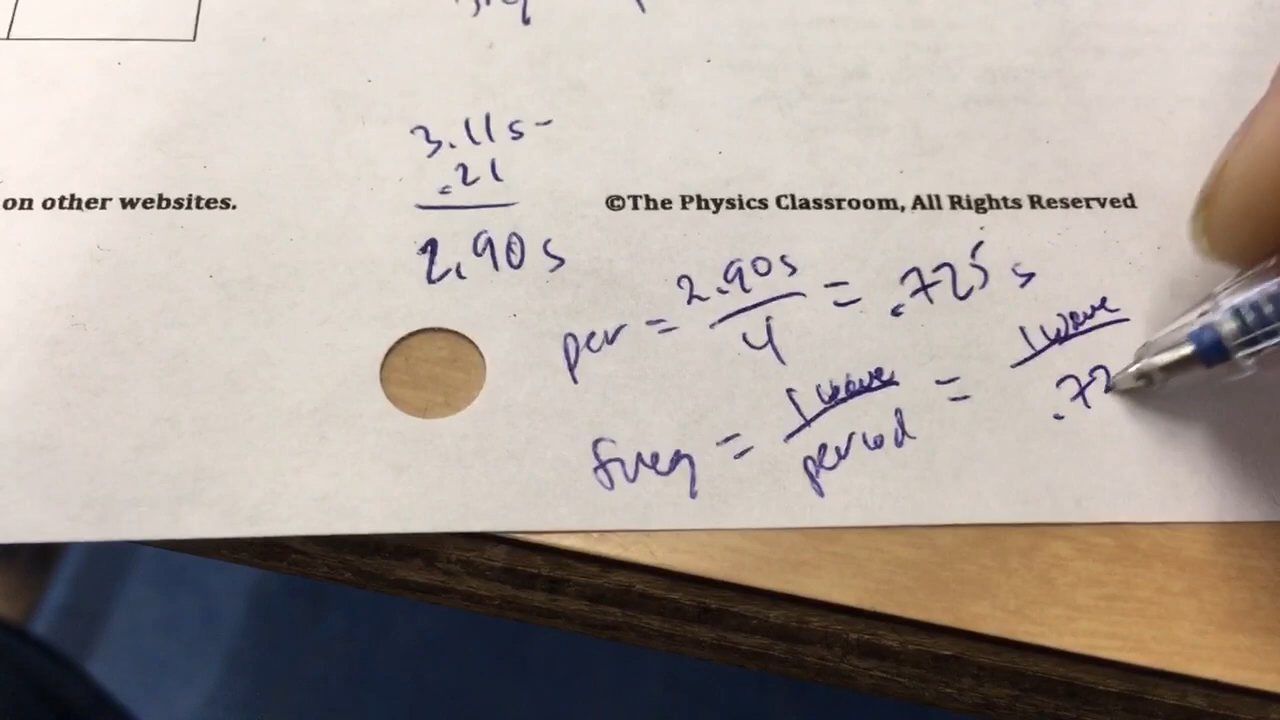 3.11s-
.21
2.90s
on other websites.
©The Physics Classroom, All Rights Reserved
per = 2.90s / 4 = .725 s
freq = 1 wave / period = 1 wave / .72